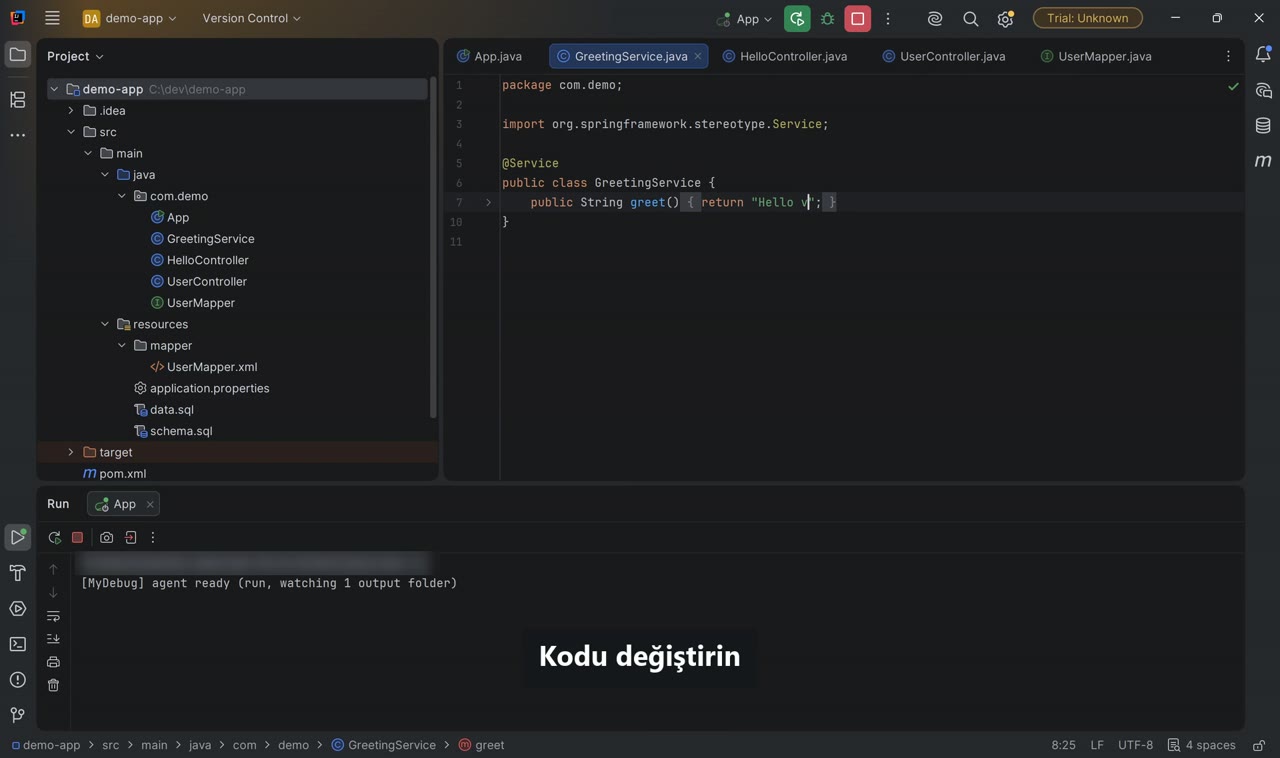 DA demo-app Version Control App Trial: Unknown
Project
demo-app C:\dev\demo-app
.idea
src
main
java
com.demo
App
GreetingService
HelloController
UserController
UserMapper
resources
mapper
UserMapper.xml
application.properties
data.sql
schema.sql
target
m pom.xml
App.java GreetingService.java HelloController.java UserController.java UserMapper.java
1 package com.demo;
2
3 import org.springframework.stereotype.Service;
4
5 @Service
6 public class GreetingService {
7 public String greet() { return "Hello v"; }
10 }
11
Run App
[MyDebug] agent ready (run, watching 1 output folder)
Kodu değiştirin
demo-app > src > main > java > com > demo > GreetingService > greet 8:25 LF UTF-8 4 spaces